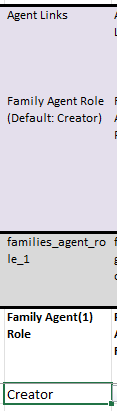 Agent Links
Family Agent Role
(Default: Creator)
families_agent_ro
le_1
Family Agent(1)
Role
Creator